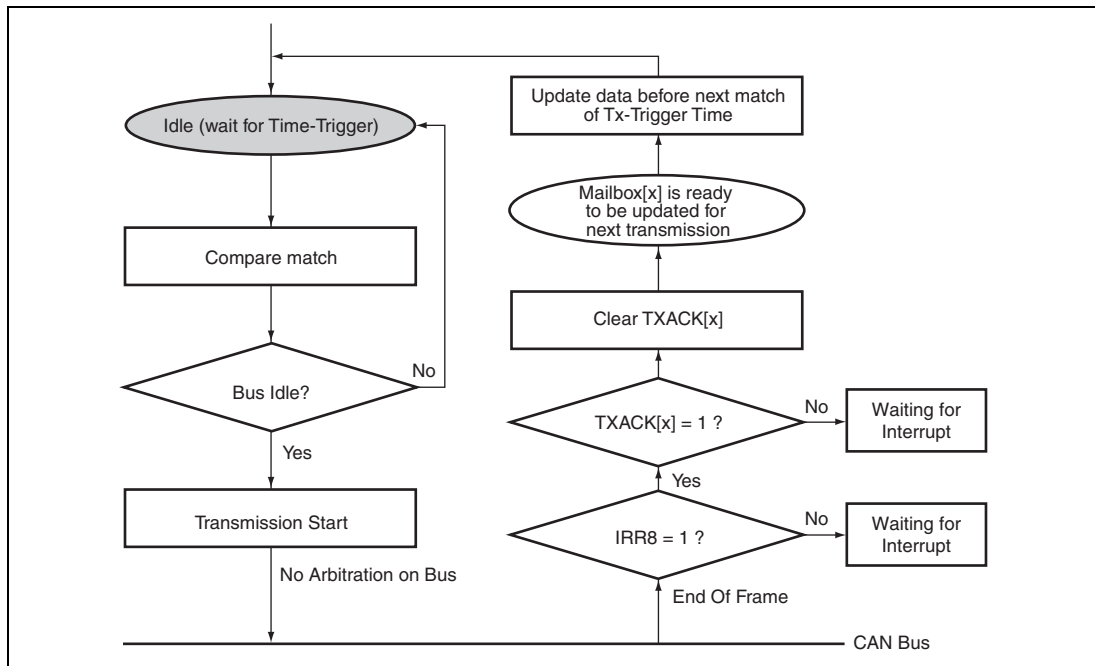 Idle (wait for Time-Trigger)
Compare match
Bus Idle?
No
Yes
Transmission Start
No Arbitration on Bus
Update data before next match
of Tx-Trigger Time
Mailbox[x] is ready
to be updated for
next transmission
Clear TXACK[x]
TXACK[x] = 1 ?
No
Waiting for
Interrupt
Yes
IRR8 = 1 ?
No
Waiting for
Interrupt
End Of Frame
CAN Bus